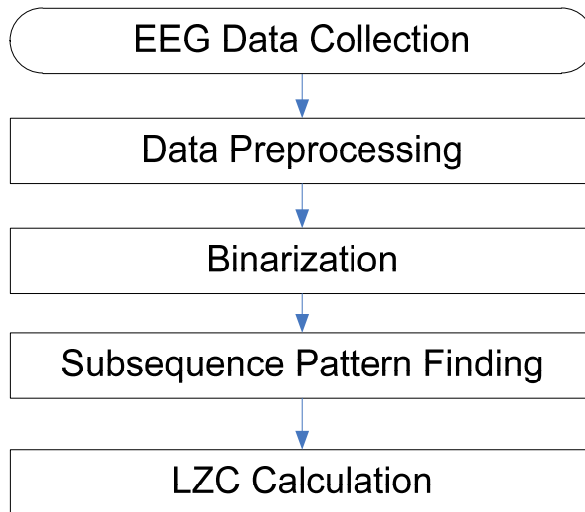 EEG Data Collection
Data Preprocessing
Binarization
Subsequence Pattern Finding
LZC Calculation